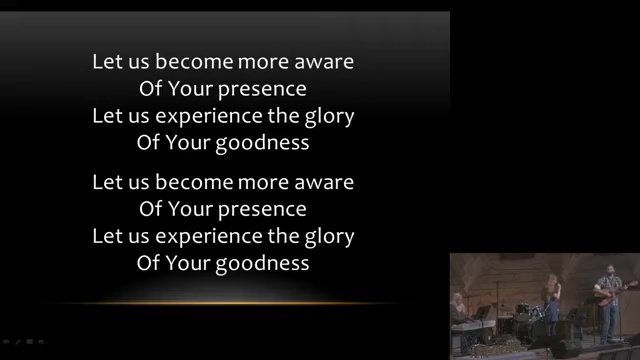 Let us become more aware
Of Your presence
Let us experience the glory
Of Your goodness
Let us become more aware
Of Your presence
Let us experience the glory
Of Your goodness